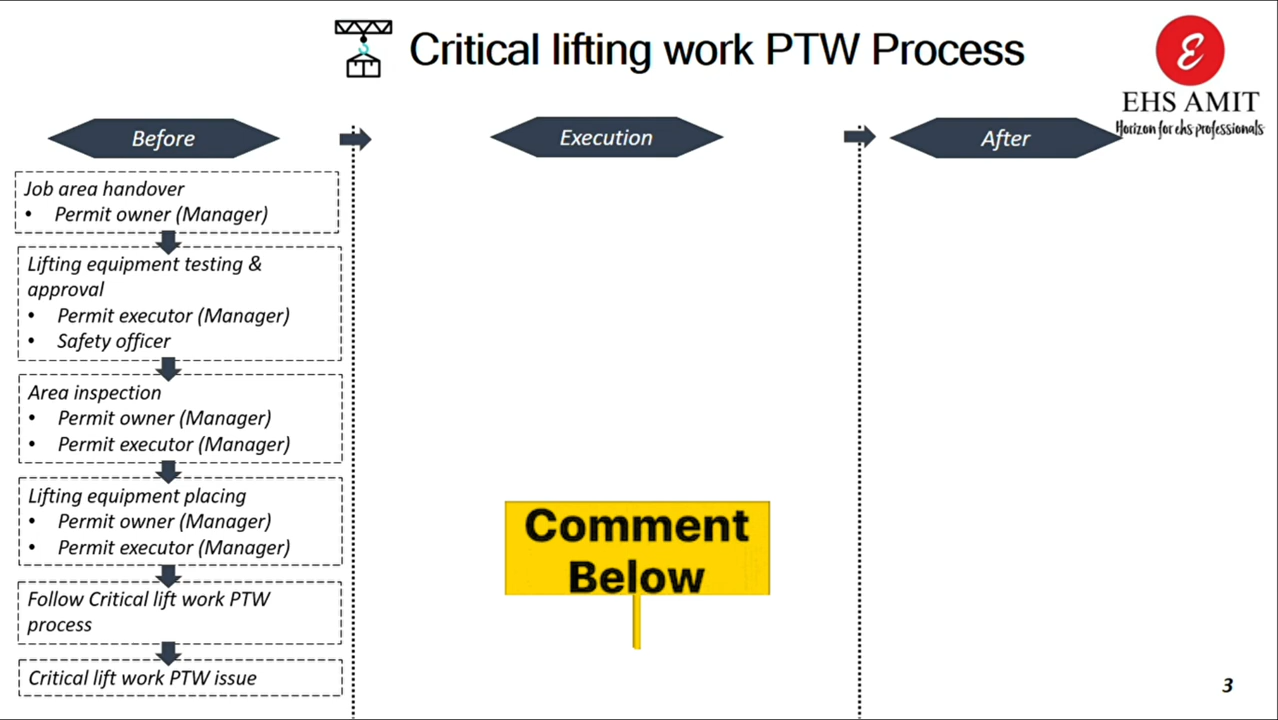 Critical lifting work PTW Process
E
EHS AMIT
Horizon for ehs professionals
Before
Execution
After
Job area handover
• Permit owner (Manager)
Lifting equipment testing &
approval
• Permit executor (Manager)
• Safety officer
Area inspection
• Permit owner (Manager)
• Permit executor (Manager)
Lifting equipment placing
• Permit owner (Manager)
• Permit executor (Manager)
Follow Critical lift work PTW
process
Critical lift work PTW issue
Comment
Below
3